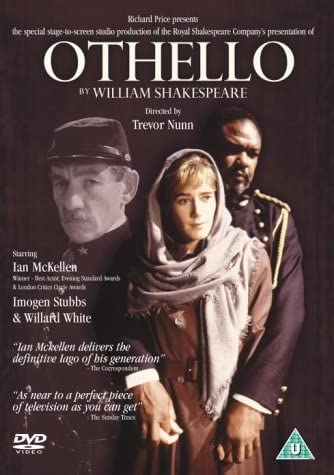 Richard Price presents
the special stage-to-screen studio production of the Royal Shakespeare Company's presentation of
OTHELLO
BY WILLIAM SHAKESPEARE
Directed by
Trevor Nunn
Starring
Ian McKellen
Winner - Best Actor, Evening Standard Awards
& London Critics Circle Awards
Imogen Stubbs
& Willard White
"Ian McKellen delivers the
definitive Iago of his generation"
The Correspondent
"As near to a perfect piece
of television as you can get"
The Sunday Times
DVD
VIDEO
U